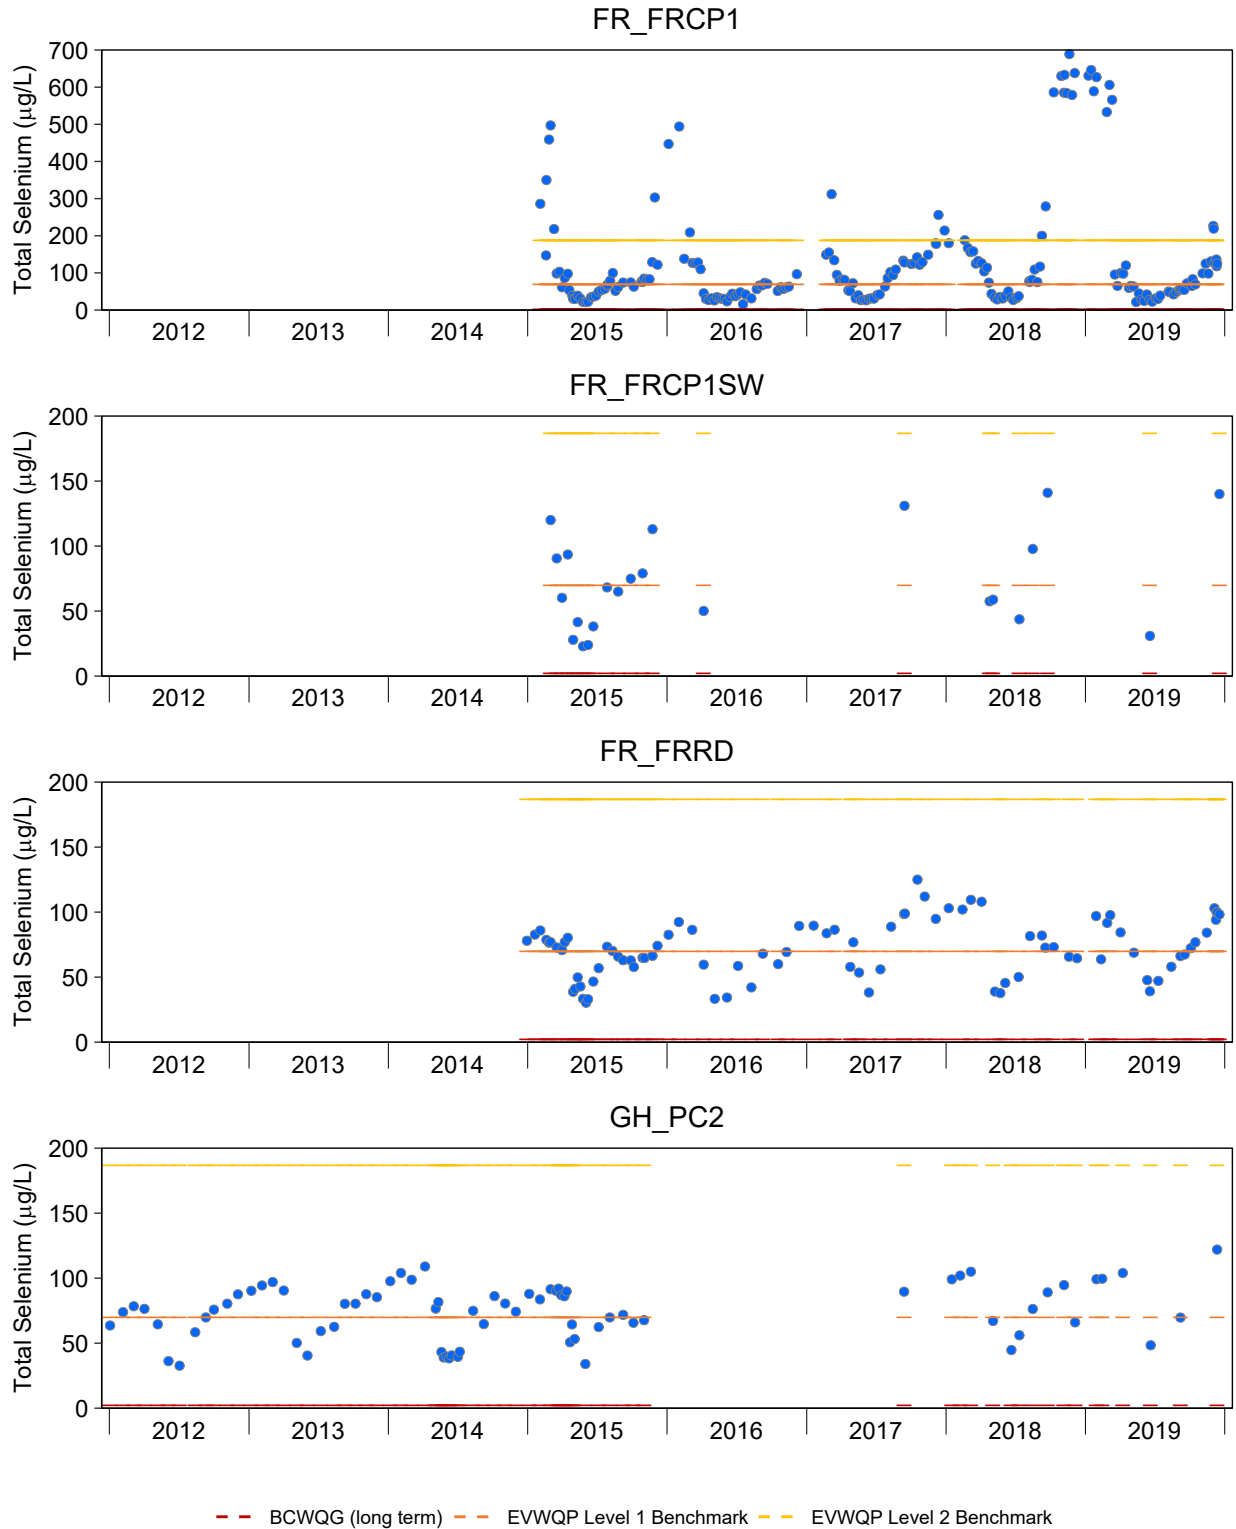 FR_FRCP1
Total Selenium (μg/L)
700
600
500
400
300
200
100
0
2012 2013 2014 2015 2016 2017 2018 2019
FR_FRCP1SW
Total Selenium (μg/L)
200
150
100
50
0
2012 2013 2014 2015 2016 2017 2018 2019
FR_FRRD
Total Selenium (μg/L)
200
150
100
50
0
2012 2013 2014 2015 2016 2017 2018 2019
GH_PC2
Total Selenium (μg/L)
200
150
100
50
0
2012 2013 2014 2015 2016 2017 2018 2019
BCWQG (long term) EVWQP Level 1 Benchmark EVWQP Level 2 Benchmark